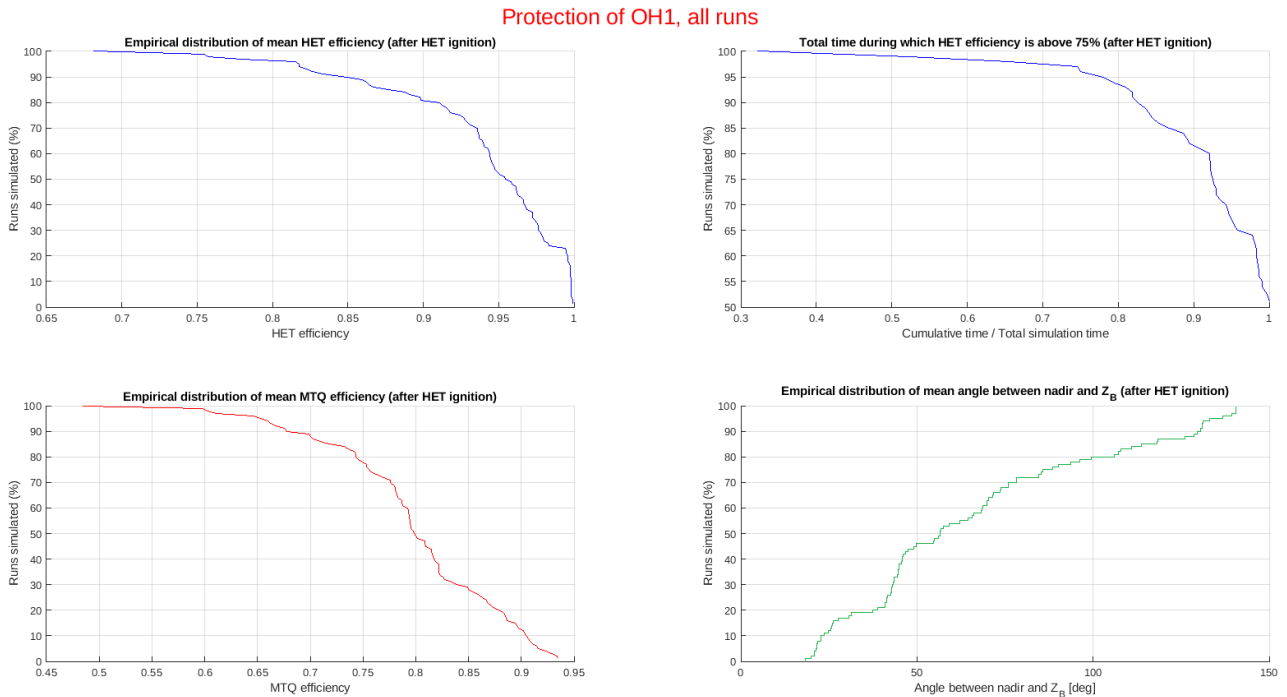 Protection of OH1, all runs
Empirical distribution of mean HET efficiency (after HET ignition)
Runs simulated (%)
100
90
80
70
60
50
40
30
20
10
0
0.65 0.7 0.75 0.8 0.85 0.9 0.95 1
HET efficiency
Total time during which HET efficiency is above 75% (after HET ignition)
Runs simulated (%)
100
95
90
85
80
75
70
65
60
55
50
0.3 0.4 0.5 0.6 0.7 0.8 0.9 1
Cumulative time / Total simulation time
Empirical distribution of mean MTQ efficiency (after HET ignition)
Runs simulated (%)
100
90
80
70
60
50
40
30
20
10
0
0.45 0.5 0.55 0.6 0.65 0.7 0.75 0.8 0.85 0.9 0.95
MTQ efficiency
Empirical distribution of mean angle between nadir and Z_B (after HET ignition)
Runs simulated (%)
100
90
80
70
60
50
40
30
20
10
0
0 50 100 150
Angle between nadir and Z_B [deg]